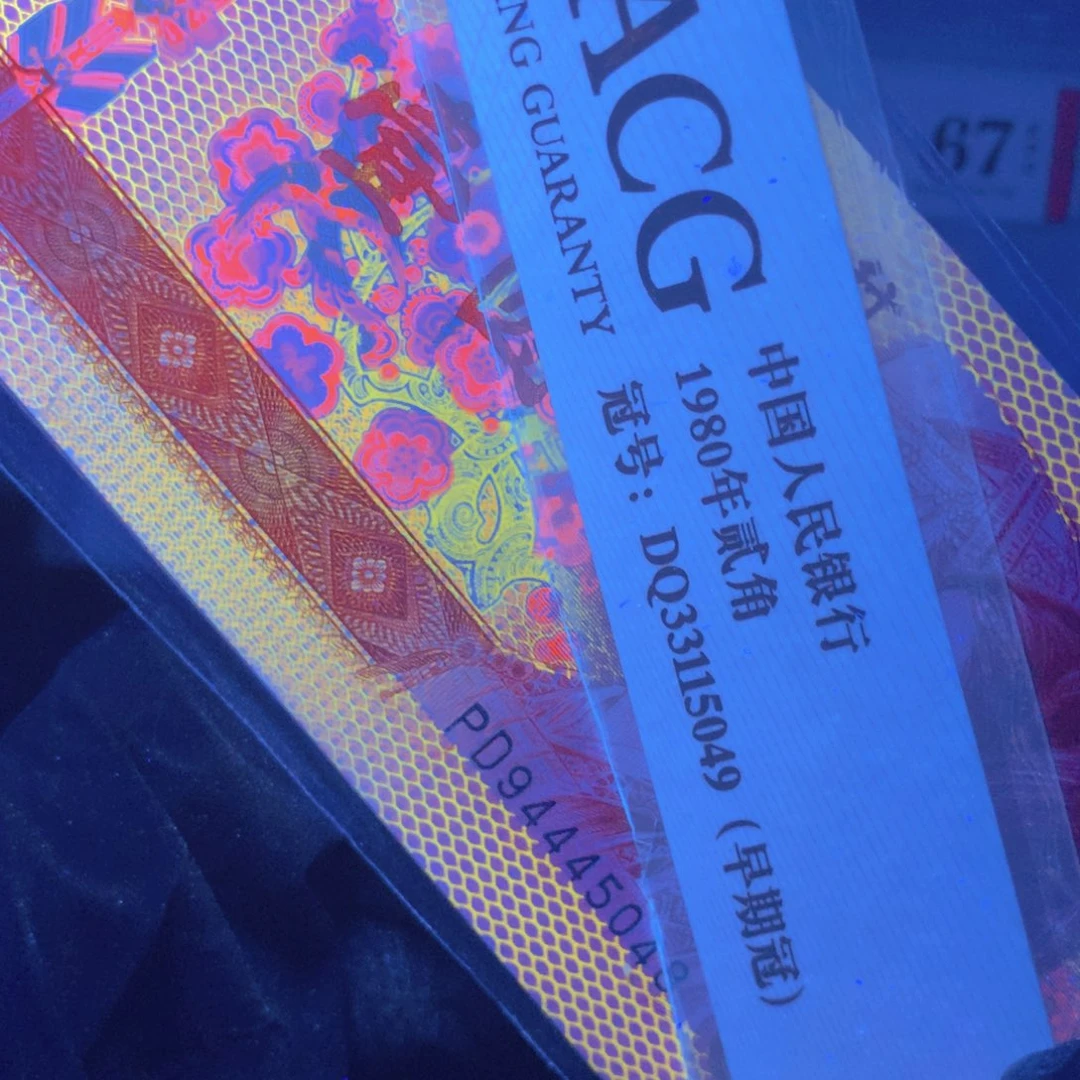 ACG
NG GUARANTY
中国人民银行
1980年贰角
冠号：DQ33115049（早期冠）
PD94445049
67